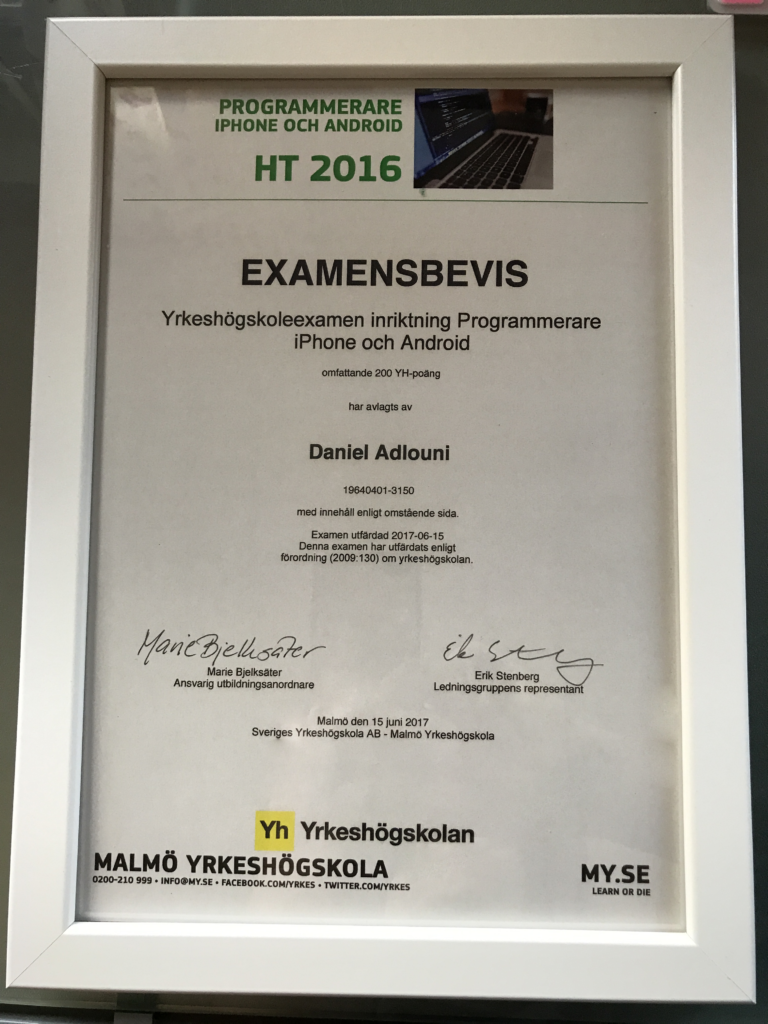 PROGRAMMERARE
IPHONE OCH ANDROID
HT 2016
EXAMENSBEVIS
Yrkeshögskoleexamen inriktning Programmerare
iPhone och Android
omfattande 200 YH-poäng
har avlagts av
Daniel Adlouni
19640401-3150
med innehåll enligt omstående sida.
Examen utfärdad 2017-06-15
Denna examen har utfärdats enligt
förordning (2009:130) om yrkeshögskolan.
Marie Bjelksäter
Marie Bjelksäter
Ansvarig utbildningsanordnare
Erik Stenberg
Ledningsgruppens representant
Malmö den 15 juni 2017
Sveriges Yrkeshögskola AB - Malmö Yrkeshögskola
Yh Yrkeshögskolan
MALMÖ YRKESHÖGSKOLA
0200-210 999 • INFO@MY.SE • FACEBOOK.COM/YRKES • TWITTER.COM/YRKES
MY.SE
LEARN OR DIE